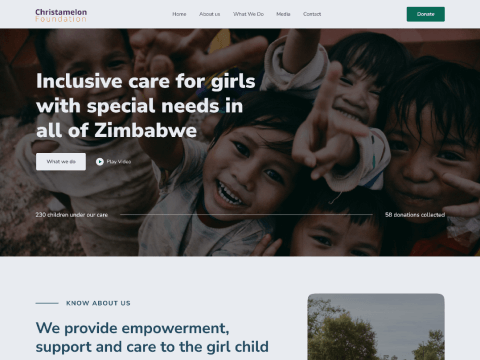 Christamelon
Foundation
Home About us What We Do Media Contact
Donate
Inclusive care for girls
with special needs in
all of Zimbabwe
What we do
Play Video
230 children under our care
58 donations collected
KNOW ABOUT US
We provide empowerment,
support and care to the girl child